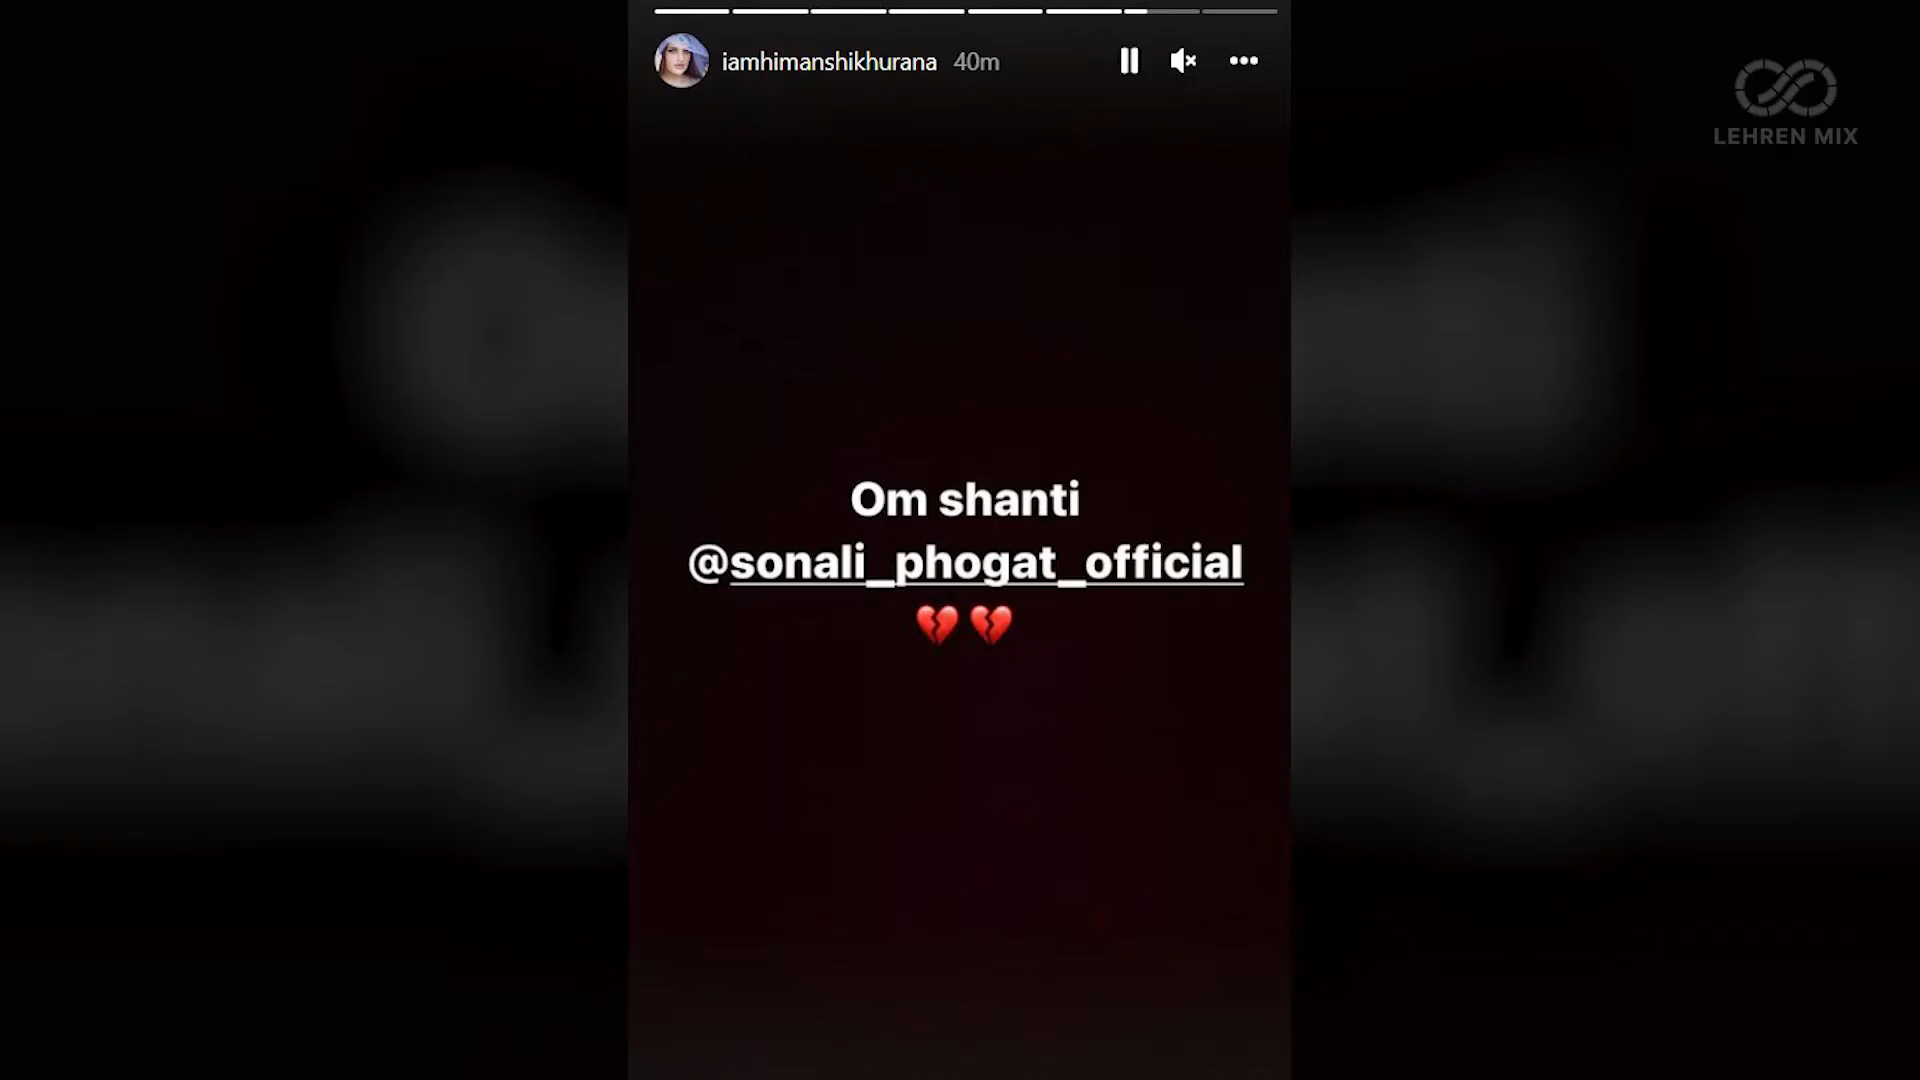 iamhimanshikhurana 40m
LEHREN MIX
Om shanti
@sonali_phogat_official
💔 💔